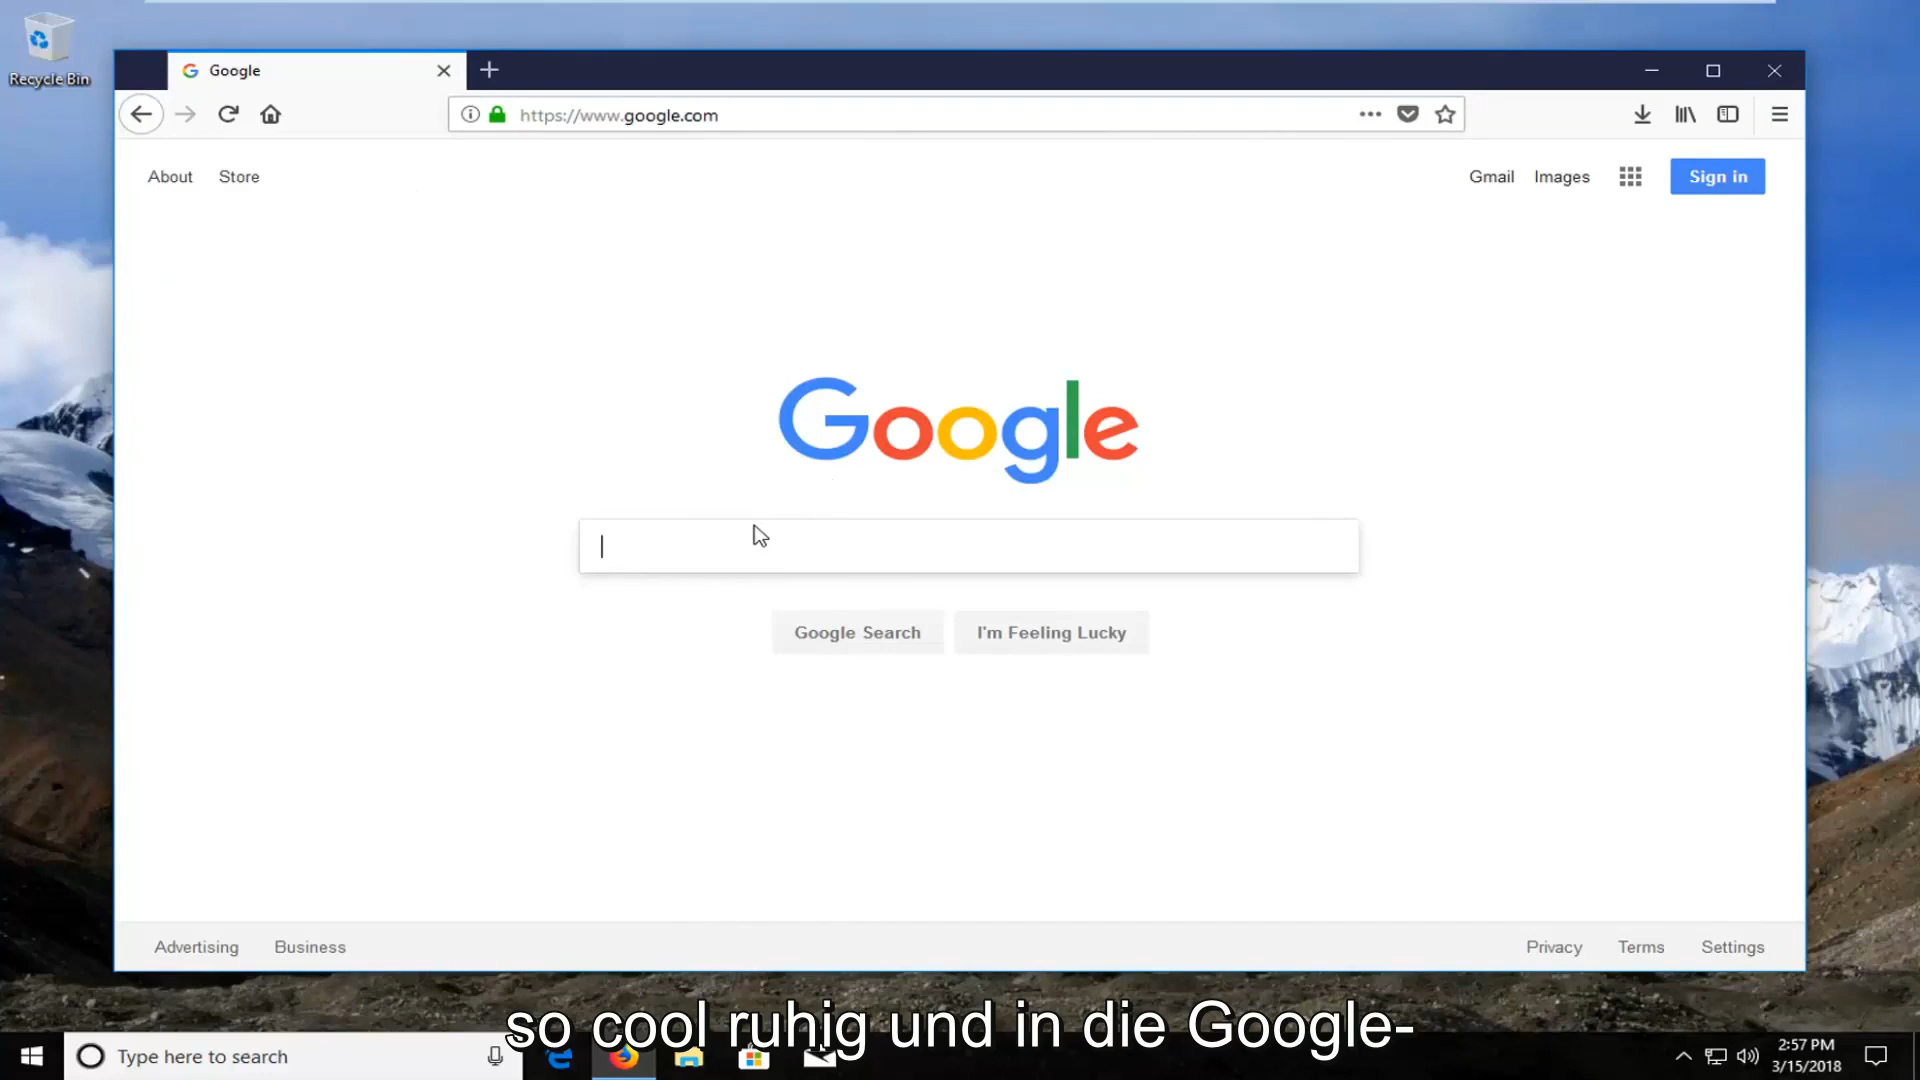 Recycle Bin
Google
https://www.google.com
About Store
Gmail Images Sign in
Google
Google Search I'm Feeling Lucky
Advertising Business
Privacy Terms Settings
so cool ruhig und in die Google-
Type here to search
2:57 PM
3/15/2018